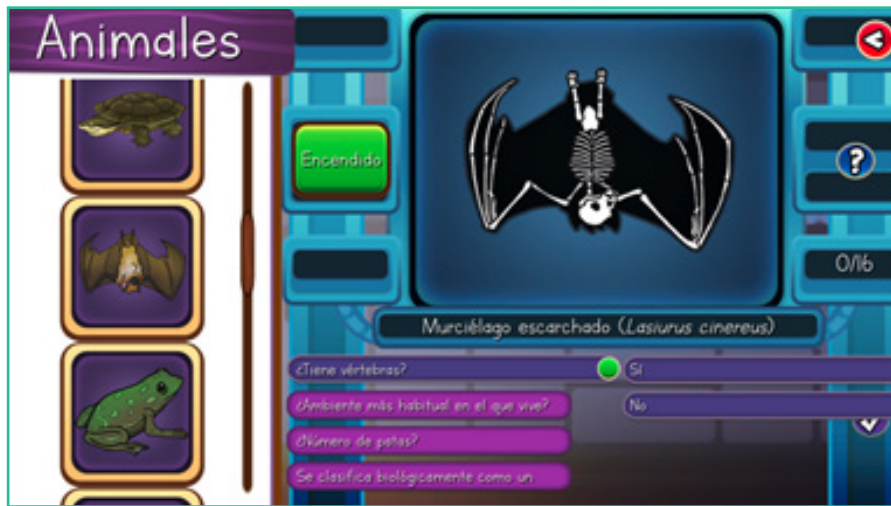 Animales
Encendido
?
0/16
Murciélago escarchado (Lasiurus cinereus)
¿Tiene vértebras?
Sí
¿Ambiente más habitual en el que vive?
No
¿Número de patas?
Se clasifica biológicamente como un